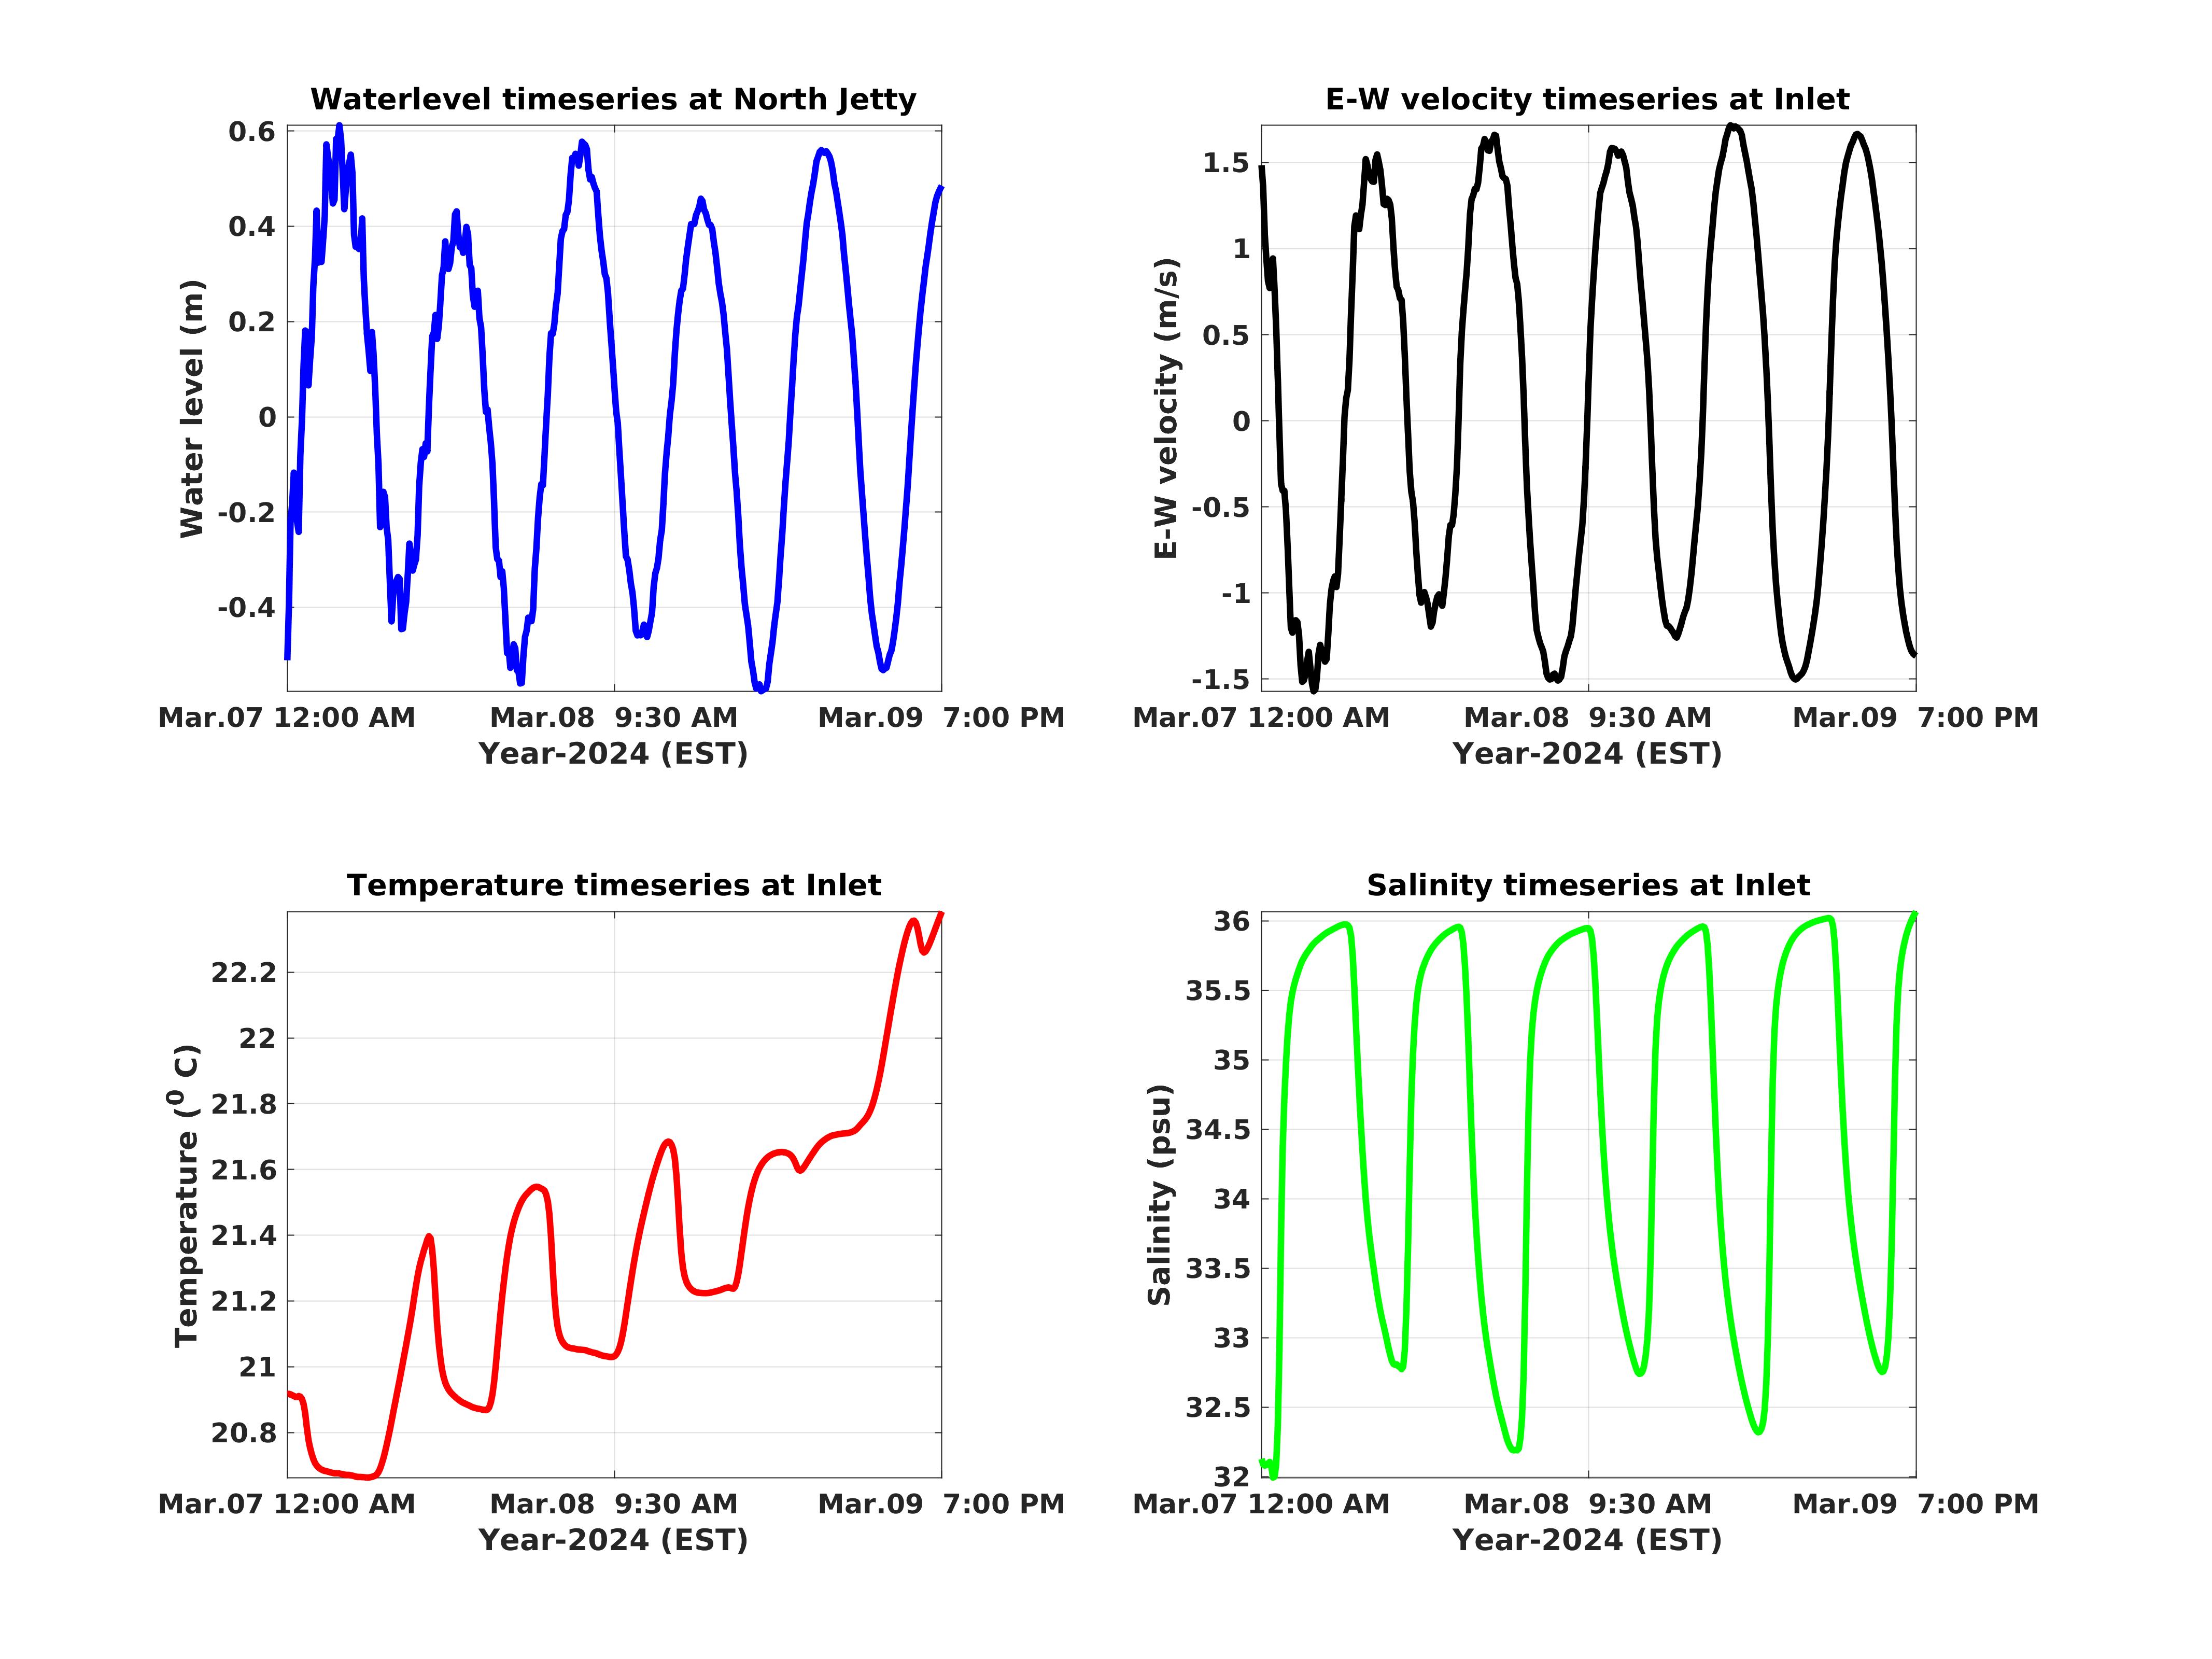 Waterlevel timeseries at North Jetty
0.6
0.4
0.2
0
-0.2
-0.4
Water level (m)
Mar.07 12:00 AM Mar.08 9:30 AM Mar.09 7:00 PM
Year-2024 (EST)
E-W velocity timeseries at Inlet
1.5
1
0.5
0
-0.5
-1
-1.5
E-W velocity (m/s)
Mar.07 12:00 AM Mar.08 9:30 AM Mar.09 7:00 PM
Year-2024 (EST)
Temperature timeseries at Inlet
22.2
22
21.8
21.6
21.4
21.2
21
20.8
Temperature (⁰ C)
Mar.07 12:00 AM Mar.08 9:30 AM Mar.09 7:00 PM
Year-2024 (EST)
Salinity timeseries at Inlet
36
35.5
35
34.5
34
33.5
33
32.5
32
Salinity (psu)
Mar.07 12:00 AM Mar.08 9:30 AM Mar.09 7:00 PM
Year-2024 (EST)